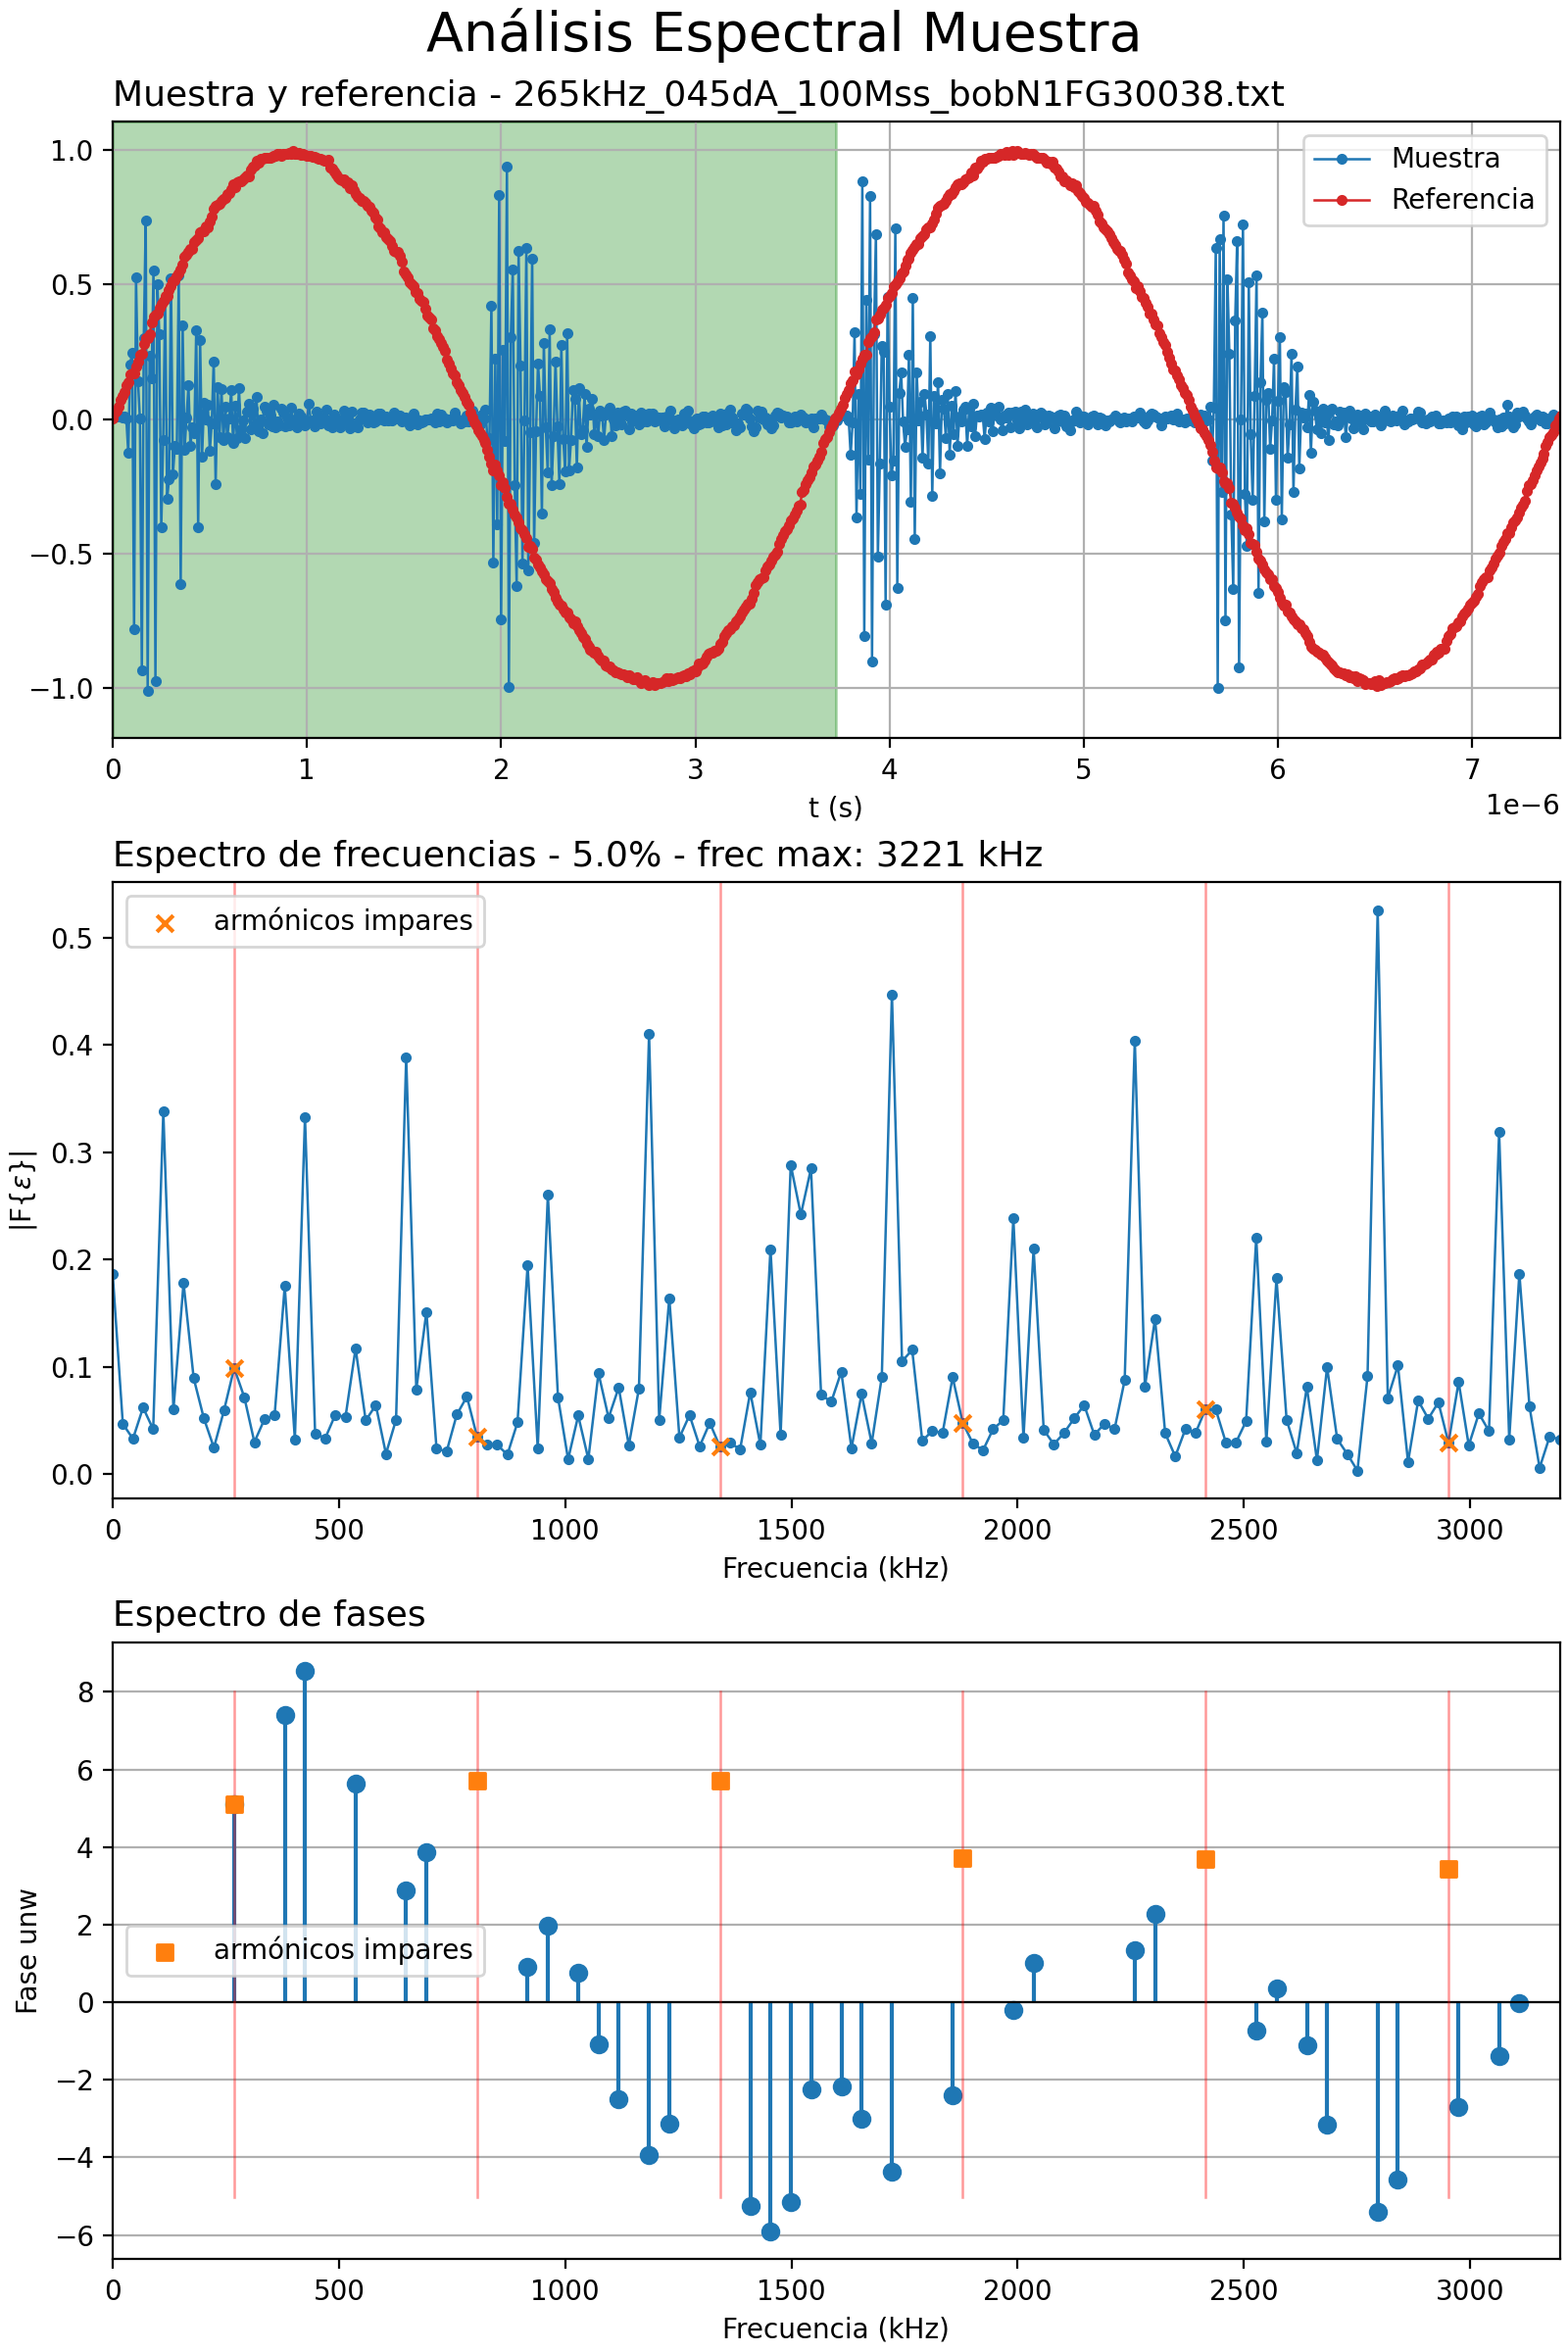 Análisis Espectral Muestra
Muestra y referencia - 265kHz_045dA_100Mss_bobN1FG30038.txt
1.0
0.5
0.0
−0.5
−1.0
Muestra
Referencia
0 1 2 3 4 5 6 7
t (s)
1e−6
Espectro de frecuencias - 5.0% - frec max: 3221 kHz
|F{ε}|
0.5
0.4
0.3
0.2
0.1
0.0
armónicos impares
0 500 1000 1500 2000 2500 3000
Frecuencia (kHz)
Espectro de fases
Fase unw
8
6
4
2
0
−2
−4
−6
armónicos impares
0 500 1000 1500 2000 2500 3000
Frecuencia (kHz)